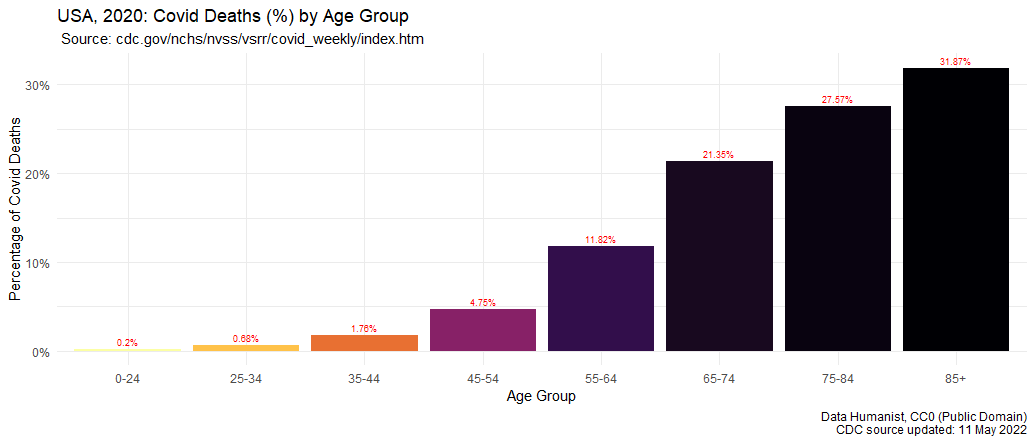 USA, 2020: Covid Deaths (%) by Age Group
Source: cdc.gov/nchs/nvss/vsrr/covid_weekly/index.htm
Percentage of Covid Deaths
30%
20%
10%
0%
0.2%
0.68%
1.76%
4.75%
11.82%
21.35%
27.57%
31.87%
0-24 25-34 35-44 45-54 55-64 65-74 75-84 85+
Age Group
Data Humanist, CC0 (Public Domain)
CDC source updated: 11 May 2022